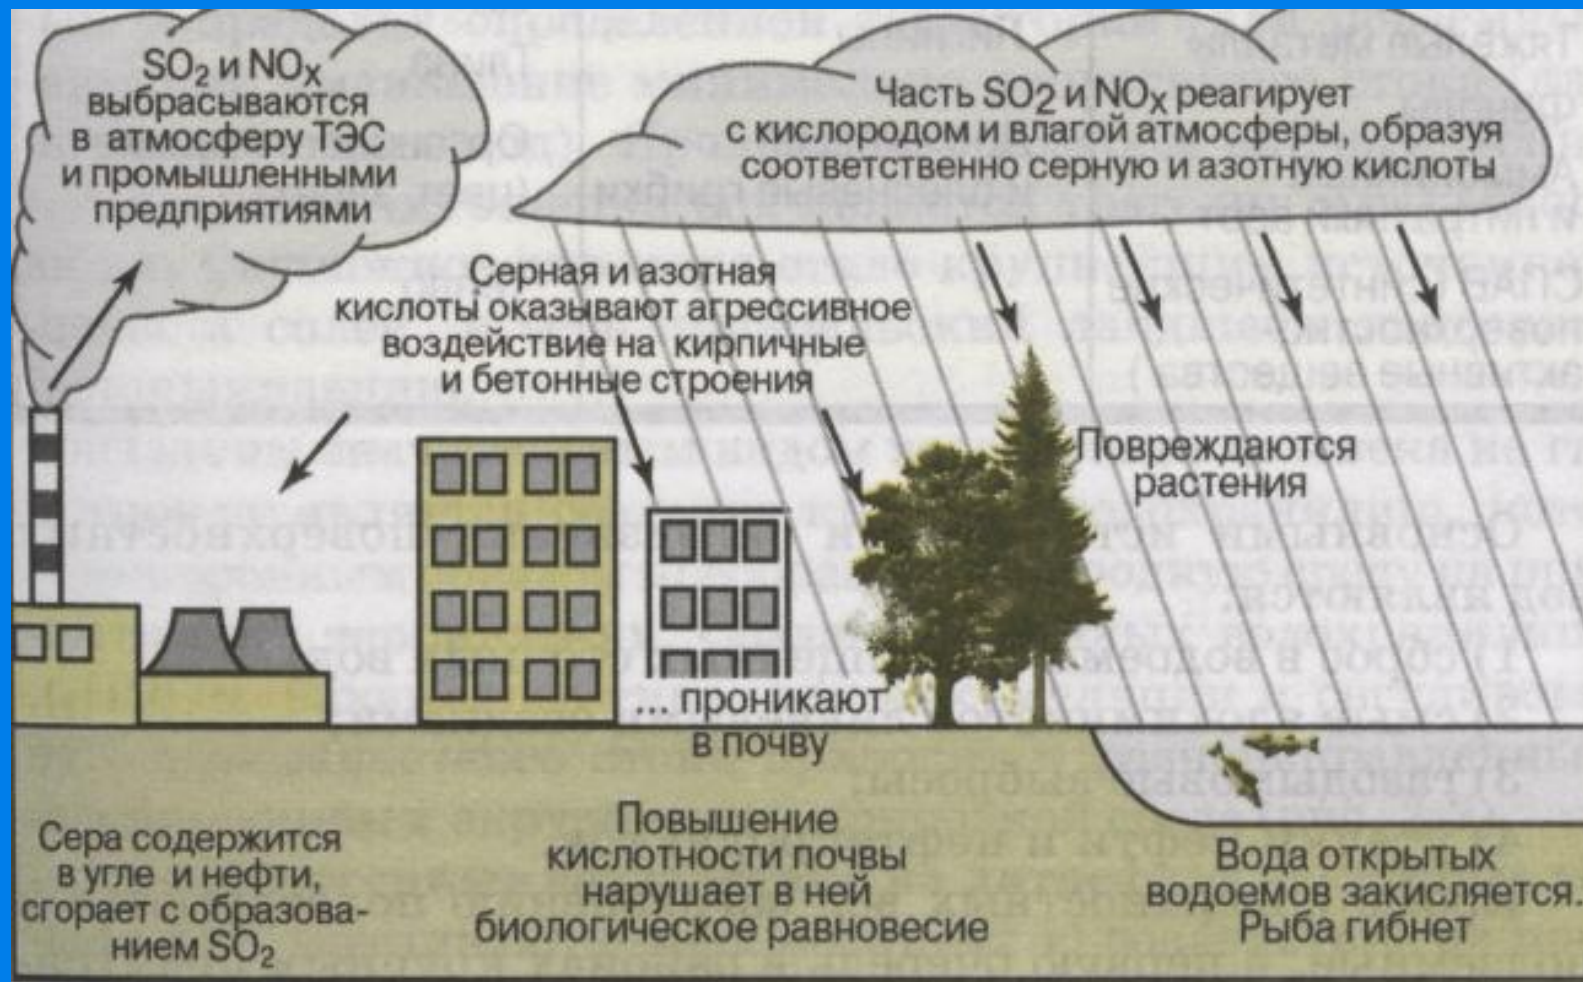 SO₂ и NOₓ
выбрасываются
в атмосферу ТЭС
и промышленными
предприятиями
Часть SO₂ и NOₓ реагирует
с кислородом и влагой атмосферы, образуя
соответственно серную и азотную кислоты
Серная и азотная
кислоты оказывают агрессивное
воздействие на кирпичные
и бетонные строения
Повреждаются
растения
... проникают
в почву
Сера содержится
в угле и нефти,
сгорает с образова-
нием SO₂
Повышение
кислотности почвы
нарушает в ней
биологическое равновесие
Вода открытых
водоемов закисляется.
Рыба гибнет